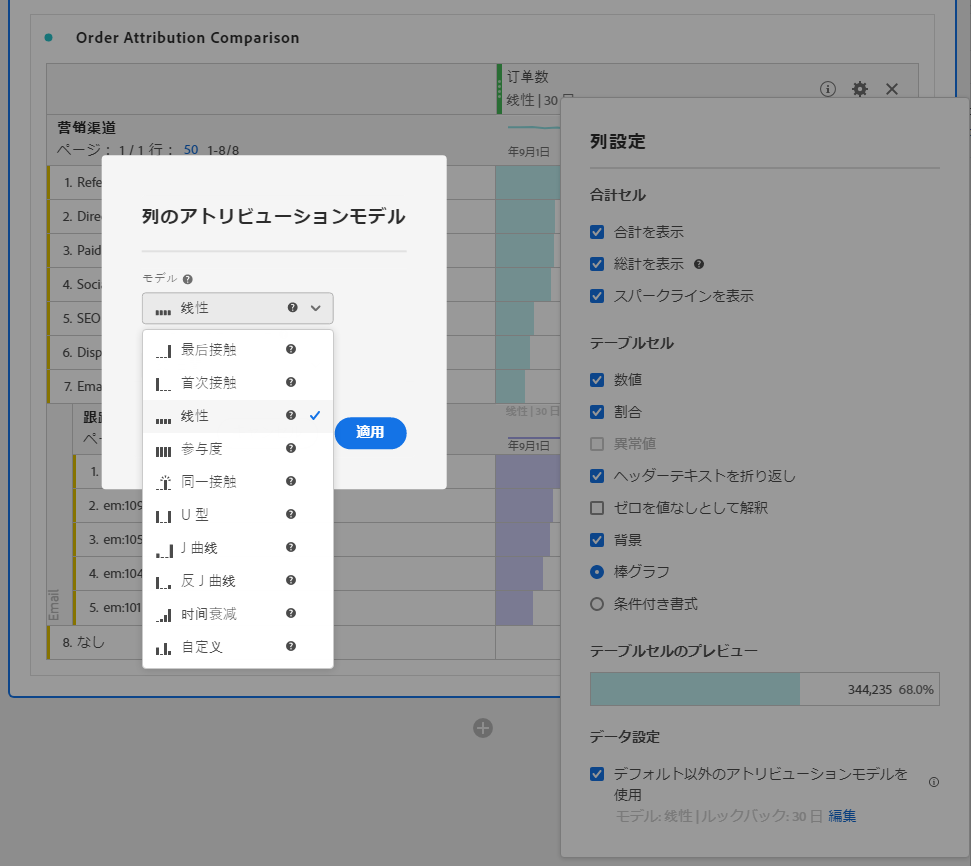 Order Attribution Comparison
订单数
线性 | 30 日
营销渠道
ページ： 1 / 1 行： 50 1-8/8
年9月1日
1. Refe
2. Dire
3. Paid
4. Soci
5. SEO
6. Disp
7. Ema
线性 | 30 日
年9月1日
1.
2. em:109
3. em:105
4. em:104
5. em:101
Email
8. なし
列のアトリビューションモデル
モデル
线性
最后接触
首次接触
线性
参与度
同一接触
U 型
J 曲线
反 J 曲线
时间衰减
自定义
適用
列設定
合計セル
合計を表示
総計を表示
スパークラインを表示
テーブルセル
数値
割合
異常値
ヘッダーテキストを折り返し
ゼロを値なしとして解釈
背景
棒グラフ
条件付き書式
テーブルセルのプレビュー
344,235 68.0%
データ設定
デフォルト以外のアトリビューションモデルを
使用
モデル: 线性 | ルックバック: 30 日 編集